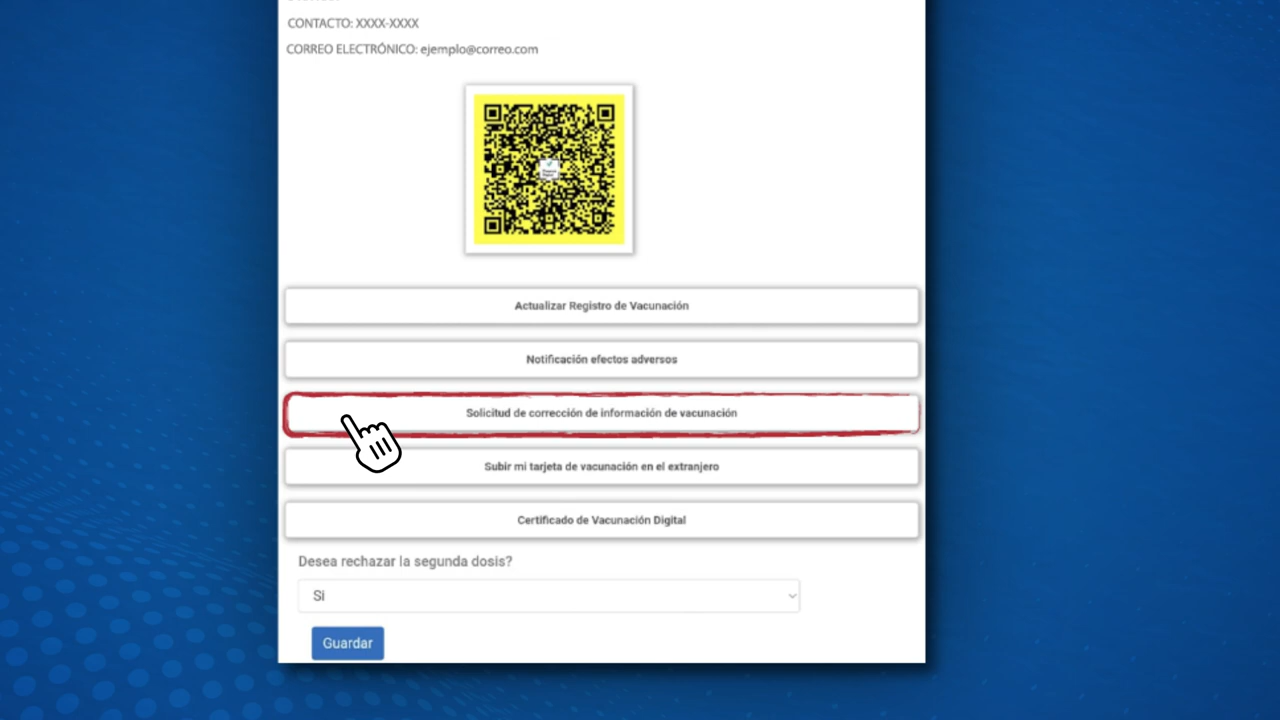 CONTACTO: XXXX-XXXX
CORREO ELECTRÓNICO: ejemplo@correo.com
Actualizar Registro de Vacunación
Notificación efectos adversos
Solicitud de corrección de información de vacunación
Subir mi tarjeta de vacunación en el extranjero
Certificado de Vacunación Digital
Desea rechazar la segunda dosis?
Si
Guardar